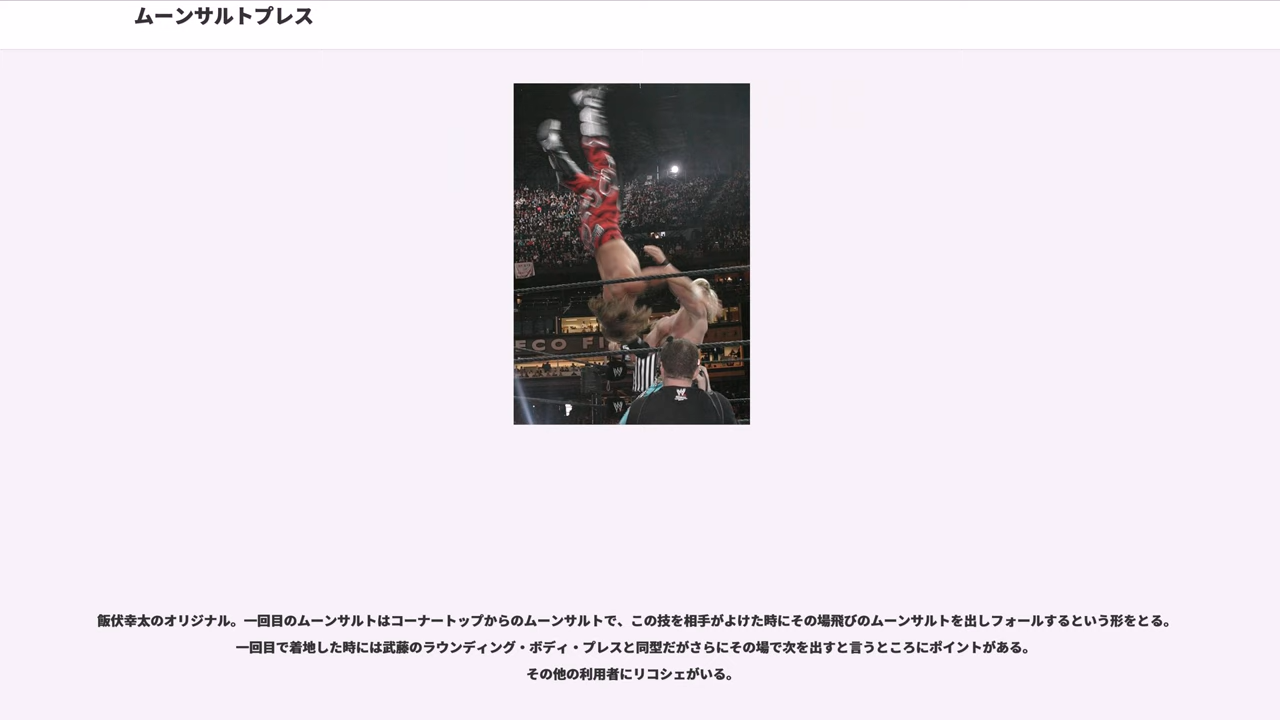 ムーンサルトプレス
ECO FI
飯伏幸太のオリジナル。一回目のムーンサルトはコーナートップからのムーンサルトで、この技を相手がよけた時にその場飛びのムーンサルトを出しフォールするという形をとる。
一回目で着地した時には武藤のラウンディング・ボディ・プレスと同型だがさらにその場で次を出すと言うところにポイントがある。
その他の利用者にリコシェがいる。